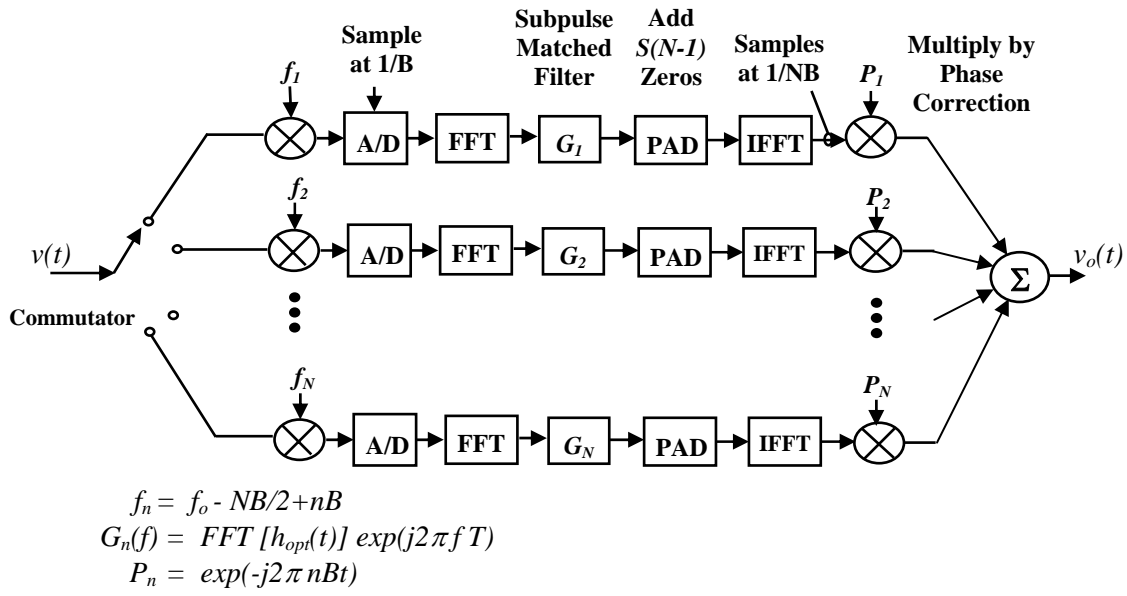 Sample
at 1/B
Subpulse
Matched
Filter
Add
S(N-1)
Zeros
Samples
at 1/NB
Multiply by
Phase
Correction
f1
P1
A/D
FFT
G1
PAD
IFFT
f2
P2
A/D
FFT
G2
PAD
IFFT
v(t)
Σ
vo(t)
Commutator
fN
PN
A/D
FFT
GN
PAD
IFFT
fn = fo - NB/2+nB
Gn(f) = FFT [hopt(t)] exp(j2π f T)
Pn = exp(-j2π nBt)